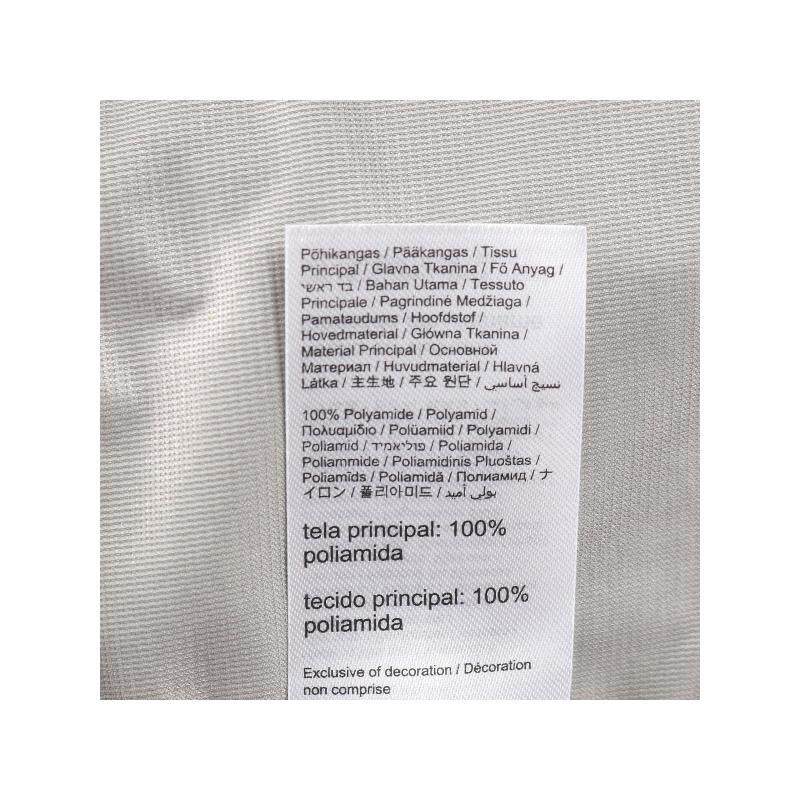 Põhikangas / Pääkangas / Tissu
Principal / Glavna Tkanina / Fő Anyag /
בד ראשי / Bahan Utama / Tessuto
Principale / Pagrindinė Medžiaga /
Pamataudums / Hoofdstof /
Hovedmaterial / Główna Tkanina /
Material Principal / Основной
Материал / Huvudmaterial / Hlavná
Látka / 主生地 / 주요 원단 / نسيج أساسي
100% Polyamide / Polyamid /
Πολυαμίδιο / Polüamiid / Polyamidi /
Poliamid / פוליאמיד / Poliamida /
Poliammide / Poliamidinis Pluoštas /
Poliamīds / Poliamidă / Полиамид / ナ
イロン / 폴리아미드 / بولي أميد
tela principal: 100%
poliamida
tecido principal: 100%
poliamida
Exclusive of decoration / Décoration
non comprise